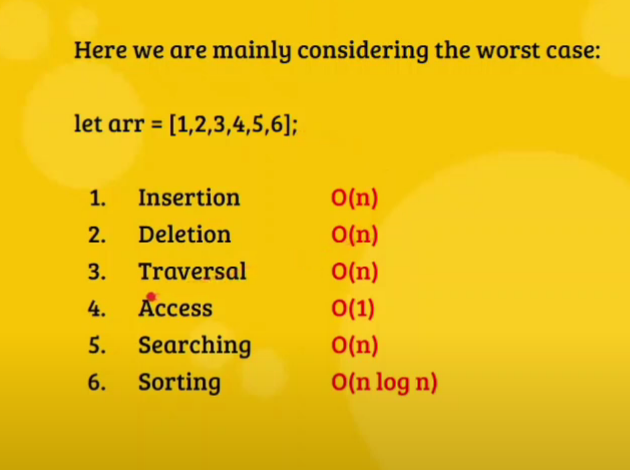 Here we are mainly considering the worst case:
let arr = [1,2,3,4,5,6];
1. Insertion O(n)
2. Deletion O(n)
3. Traversal O(n)
4. Access O(1)
5. Searching O(n)
6. Sorting O(n log n)